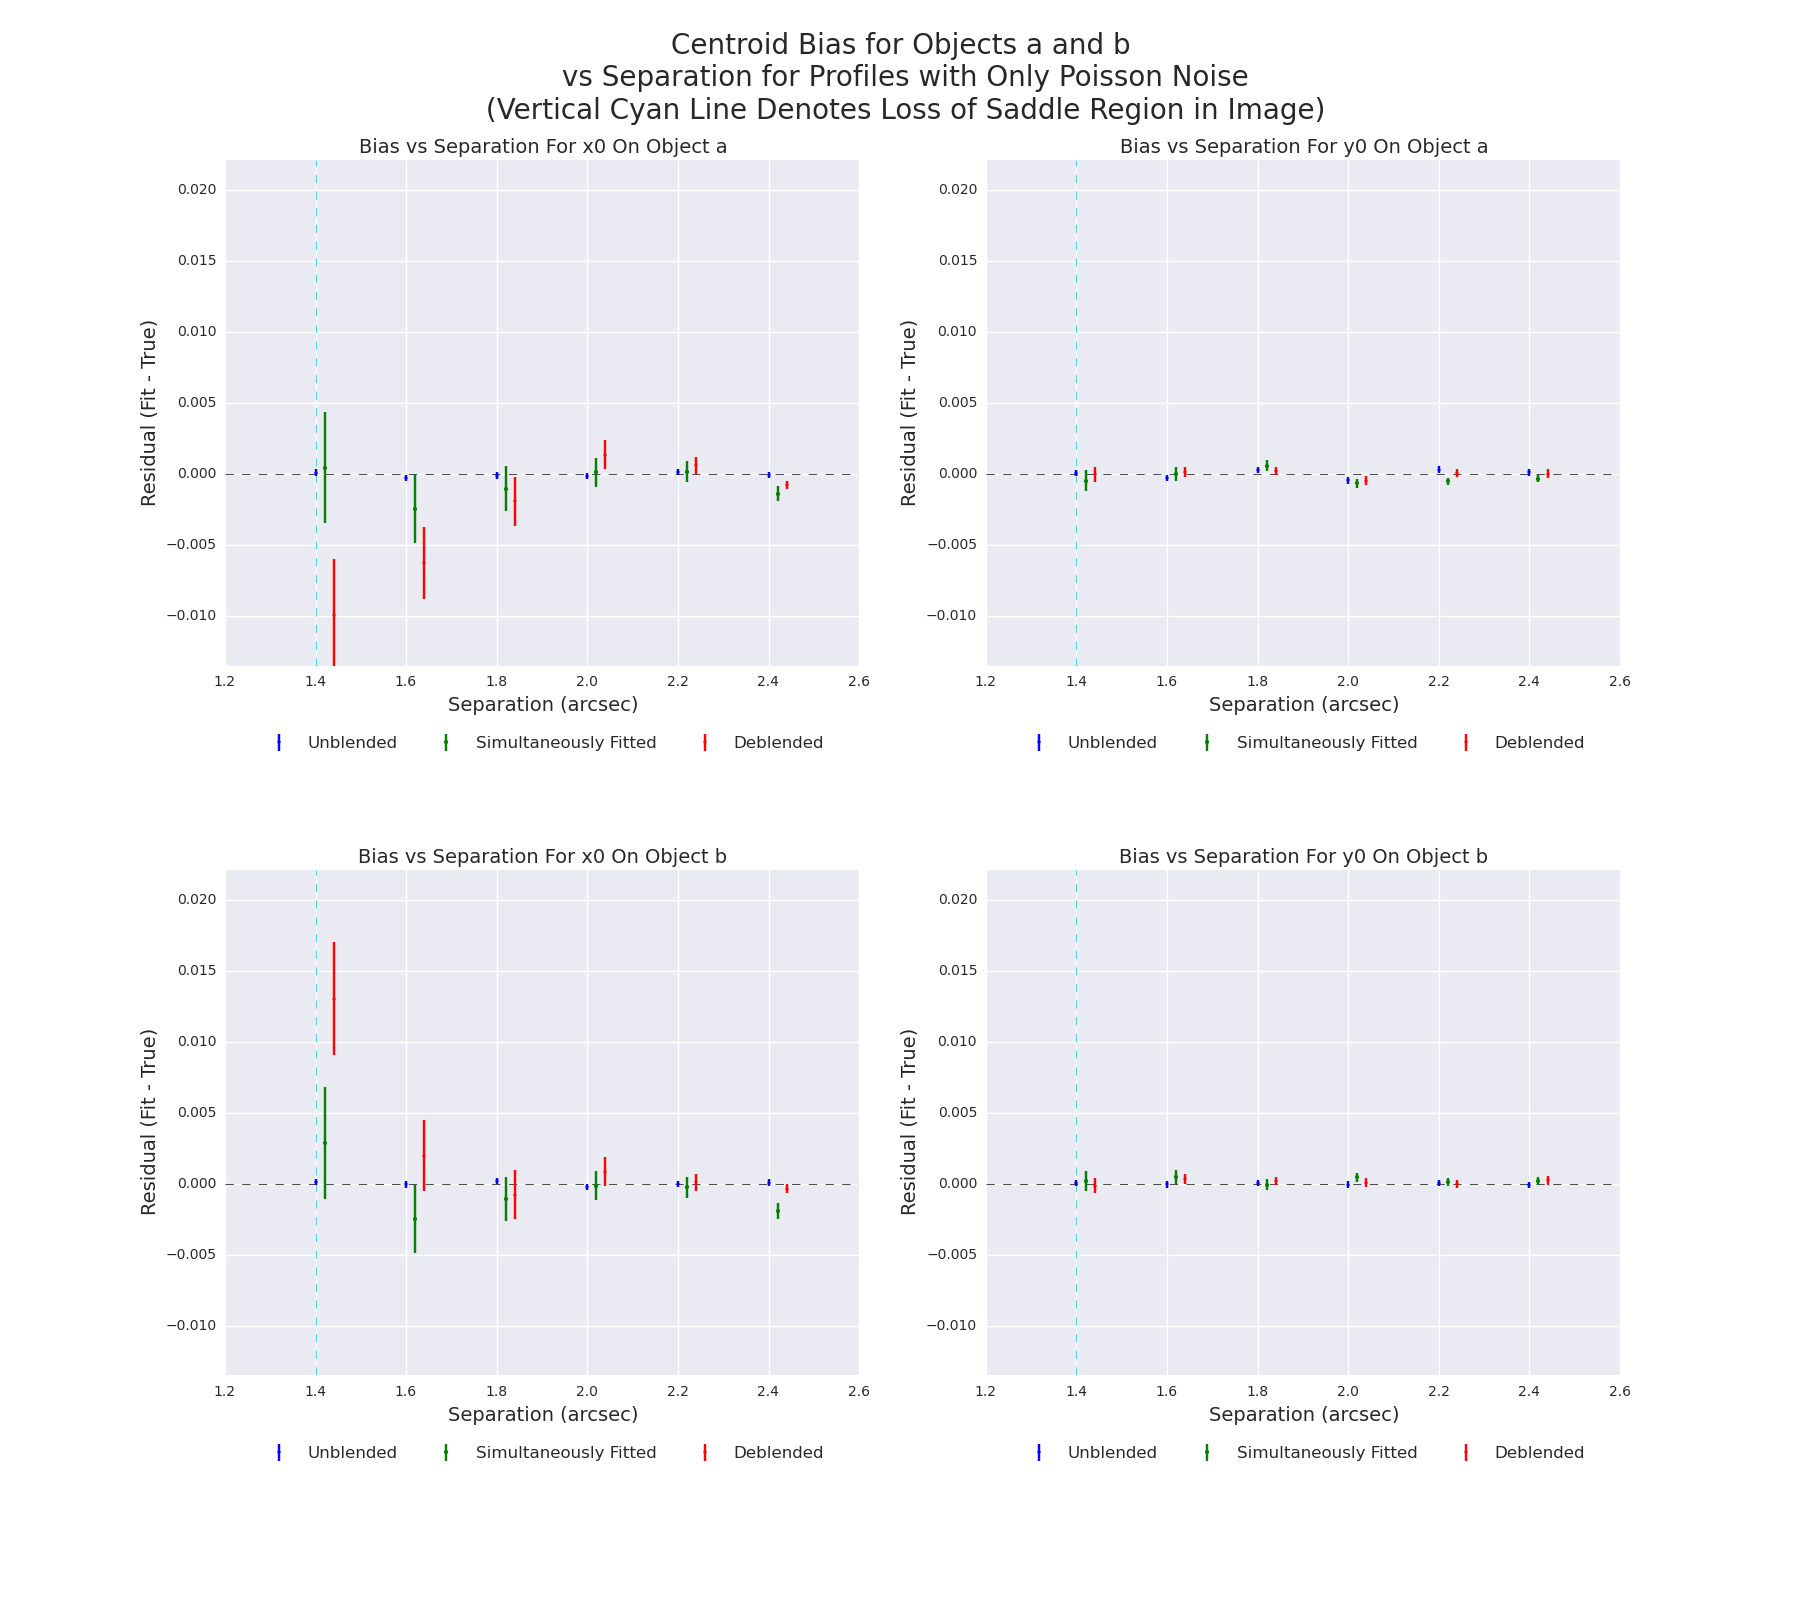 Centroid Bias for Objects a and b
vs Separation for Profiles with Only Poisson Noise
(Vertical Cyan Line Denotes Loss of Saddle Region in Image)
Bias vs Separation For x0 On Object a
0.020
0.015
0.010
0.005
0.000
−0.005
−0.010
Residual (Fit - True)
1.2 1.4 1.6 1.8 2.0 2.2 2.4 2.6
Separation (arcsec)
Unblended Simultaneously Fitted Deblended
Bias vs Separation For y0 On Object a
0.020
0.015
0.010
0.005
0.000
−0.005
−0.010
Residual (Fit - True)
1.2 1.4 1.6 1.8 2.0 2.2 2.4 2.6
Separation (arcsec)
Unblended Simultaneously Fitted Deblended
Bias vs Separation For x0 On Object b
0.020
0.015
0.010
0.005
0.000
−0.005
−0.010
Residual (Fit - True)
1.2 1.4 1.6 1.8 2.0 2.2 2.4 2.6
Separation (arcsec)
Unblended Simultaneously Fitted Deblended
Bias vs Separation For y0 On Object b
0.020
0.015
0.010
0.005
0.000
−0.005
−0.010
Residual (Fit - True)
1.2 1.4 1.6 1.8 2.0 2.2 2.4 2.6
Separation (arcsec)
Unblended Simultaneously Fitted Deblended